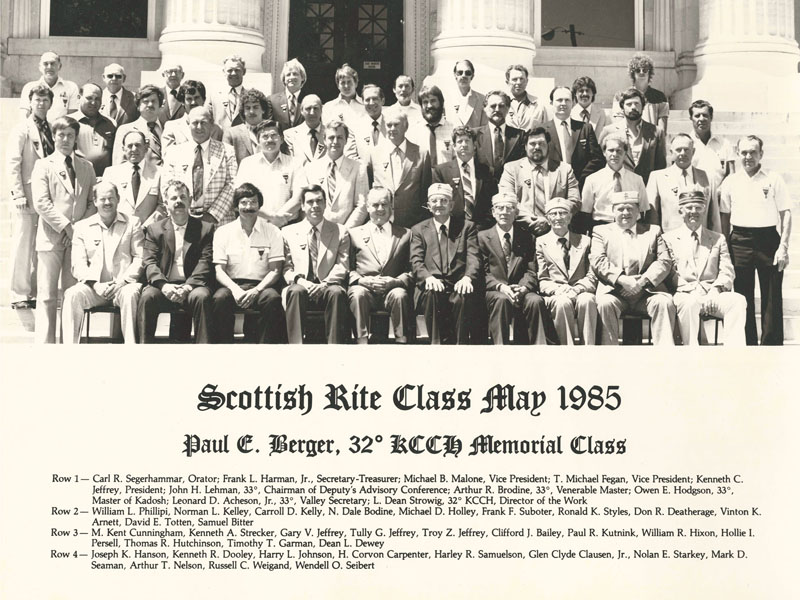 Scottish Rite Class May 1985
Paul E. Berger, 32° KCCH Memorial Class
Row 1— Carl R. Segerhammar, Orator; Frank L. Harman, Jr., Secretary-Treasurer; Michael B. Malone, Vice President; T. Michael Fegan, Vice President; Kenneth C.
Jeffrey, President; John H. Lehman, 33°, Chairman of Deputy's Advisory Conference; Arthur R. Brodine, 33°, Venerable Master; Owen E. Hodgson, 33°,
Master of Kadosh; Leonard D. Acheson, Jr., 33°, Valley Secretary; L. Dean Strowig, 32° KCCH, Director of the Work
Row 2— William L. Phillipi, Norman L. Kelley, Carroll D. Kelly, N. Dale Bodine, Michael D. Holley, Frank F. Suboter, Ronald K. Styles, Don R. Deatherage, Vinton K.
Arnett, David E. Totten, Samuel Bitter
Row 3— M. Kent Cunningham, Kenneth A. Strecker, Gary V. Jeffrey, Tully G. Jeffrey, Troy Z. Jeffrey, Clifford J. Bailey, Paul R. Kutnink, William R. Hixon, Hollie I.
Persell, Thomas R. Hutchinson, Timothy T. Garman, Dean L. Dewey
Row 4— Joseph K. Hanson, Kenneth R. Dooley, Harry L. Johnson, H. Corvon Carpenter, Harley R. Samuelson, Glen Clyde Clausen, Jr., Nolan E. Starkey, Mark D.
Seaman, Arthur T. Nelson, Russell C. Weigand, Wendell O. Seibert